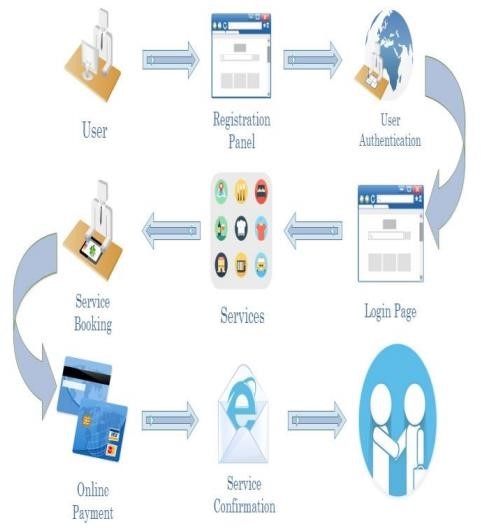 User
Registration
Panel
User
Authentication
Service
Booking
Services
Login Page
Online
Payment
Service
Confirmation